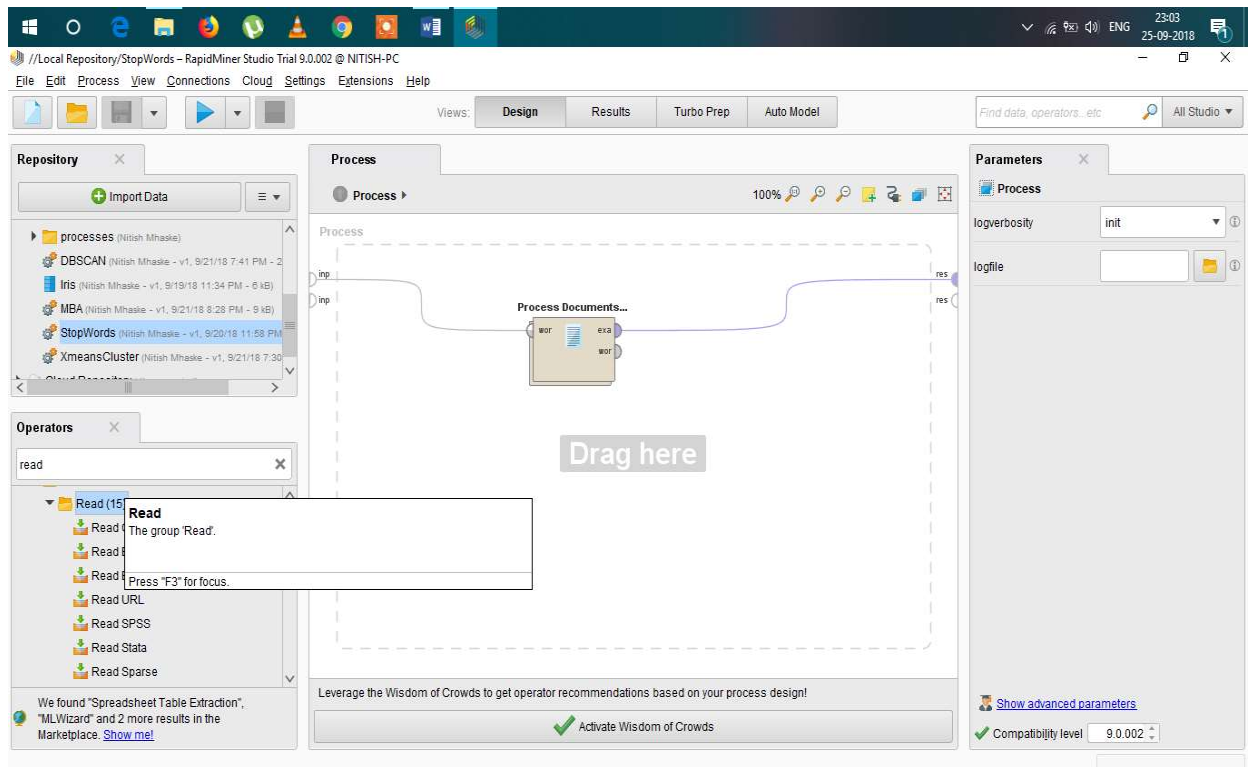 ENG
23:03
25-09-2018
1
//Local Repository/StopWords – RapidMiner Studio Trial 9.0.002 @ NITISH-PC
File Edit Process View Connections Cloud Settings Extensions Help
Views: Design Results Turbo Prep Auto Model
Find data, operators...etc
All Studio
Repository
Import Data
processes (Nitish Mhaske)
DBSCAN (Nitish Mhaske - v1, 9/21/18 7:41 PM - 2
Iris (Nitish Mhaske - v1, 9/19/18 11:34 PM - 6 kB)
MBA (Nitish Mhaske - v1, 9/21/18 8:28 PM - 9 kB)
StopWords (Nitish Mhaske - v1, 9/20/18 11:58 PM
XmeansCluster (Nitish Mhaske - v1, 9/21/18 7:30
Operators
read
Read (15)
Read
Read
Read
Read URL
Read SPSS
Read Stata
Read Sparse
Read
The group 'Read'.
Press "F3" for focus.
We found "Spreadsheet Table Extraction",
"MLWizard" and 2 more results in the
Marketplace. Show me!
Process
Process
100%
Process
inp
inp
res
res
Process Documents...
wor
exa
wor
Drag here
Leverage the Wisdom of Crowds to get operator recommendations based on your process design!
Activate Wisdom of Crowds
Parameters
Process
logverbosity
init
logfile
Show advanced parameters
Compatibility level
9.0.002